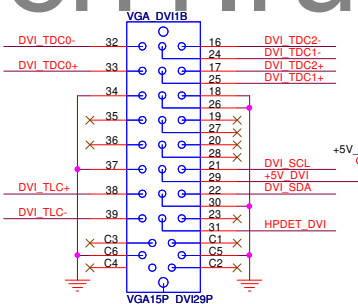 VGA_DVI1B
DVI_TDC0- 32 16 DVI_TDC2-
24 DVI_TDC1-
DVI_TDC0+ 33 17 DVI_TDC2+
25 DVI_TDC1+
34 18
26
35 19
27
36 20
28
+5V_
37 21 DVI_SCL
29 +5V_DVI
DVI_TLC+ 38 22 DVI_SDA
30
DVI_TLC- 39 23
31 HPDET_DVI
C3 C1
C6 C5
C4 C2
VGA15P_DVI29P